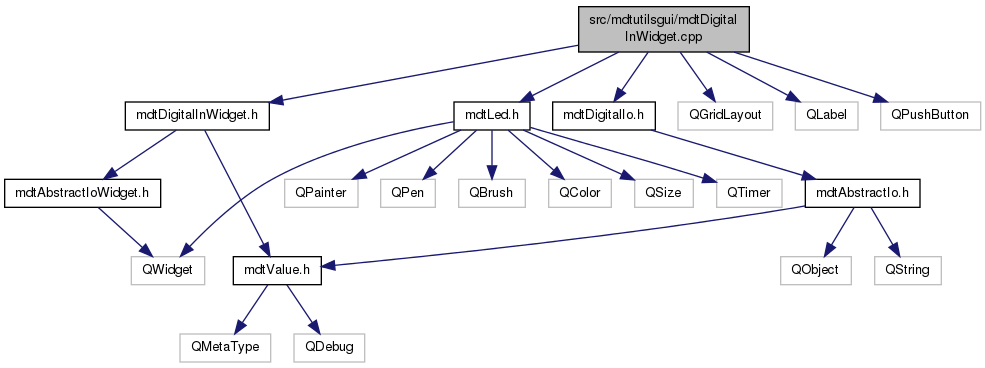 src/mdtutilsgui/mdtDigital
InWidget.cpp
mdtDigitalInWidget.h
mdtLed.h
mdtDigitalIo.h
QGridLayout
QLabel
QPushButton
mdtAbstractIoWidget.h
QPainter
QPen
QBrush
QColor
QSize
QTimer
mdtAbstractIo.h
QWidget
mdtValue.h
QObject
QString
QMetaType
QDebug